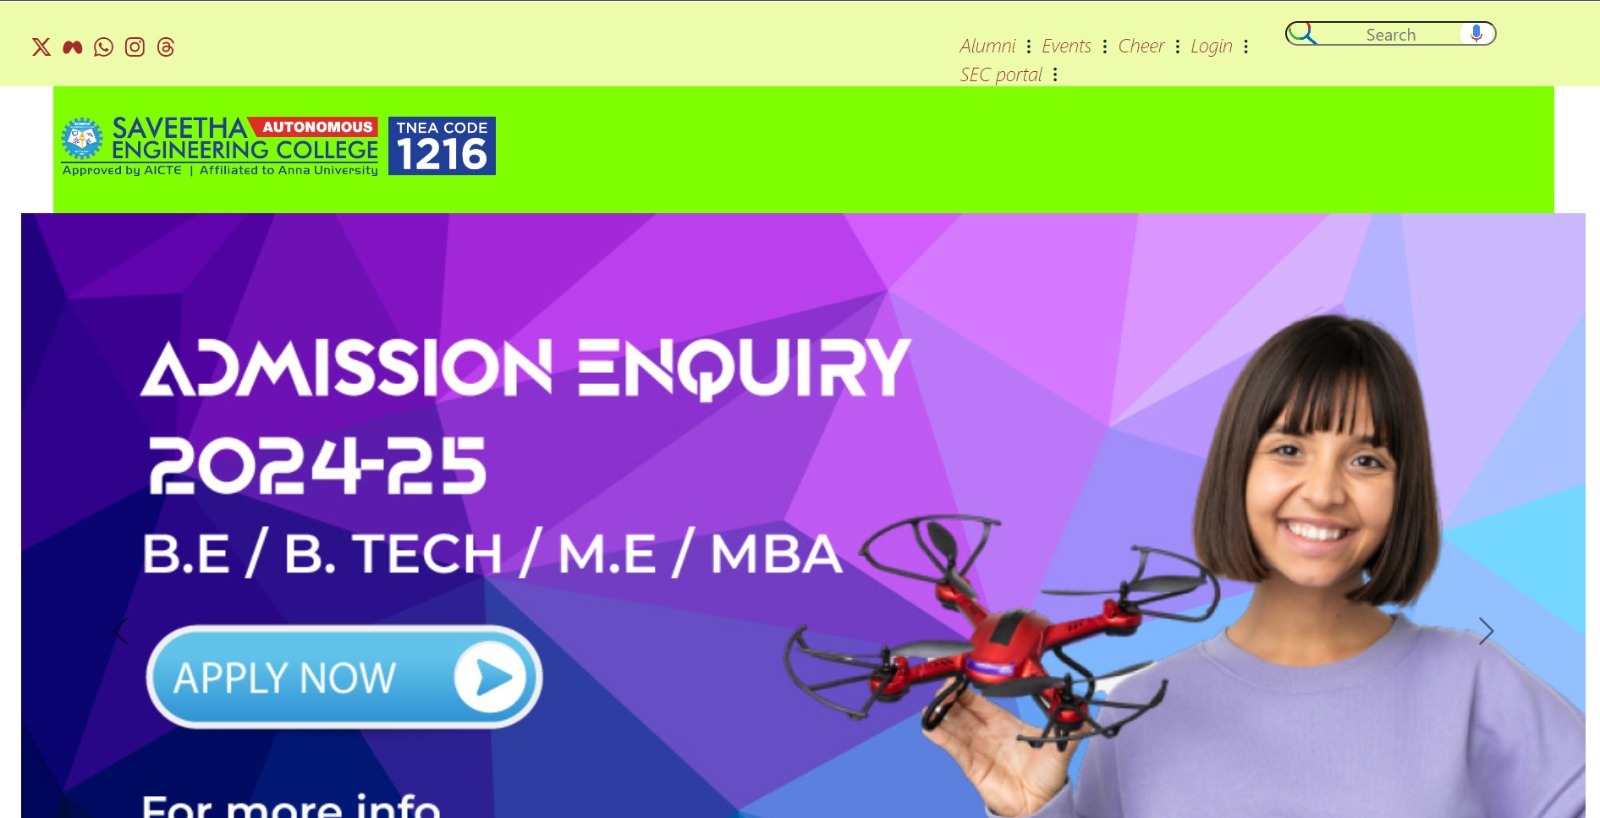 Alumni ⋮ Events ⋮ Cheer ⋮ Login ⋮
SEC portal ⋮
Search
SAVEETHA AUTONOMOUS
ENGINEERING COLLEGE
Approved by AICTE | Affiliated to Anna University
TNEA CODE
1216
ADMISSION ENQUIRY
2024-25
B.E / B. TECH / M.E / MBA
APPLY NOW
For more info